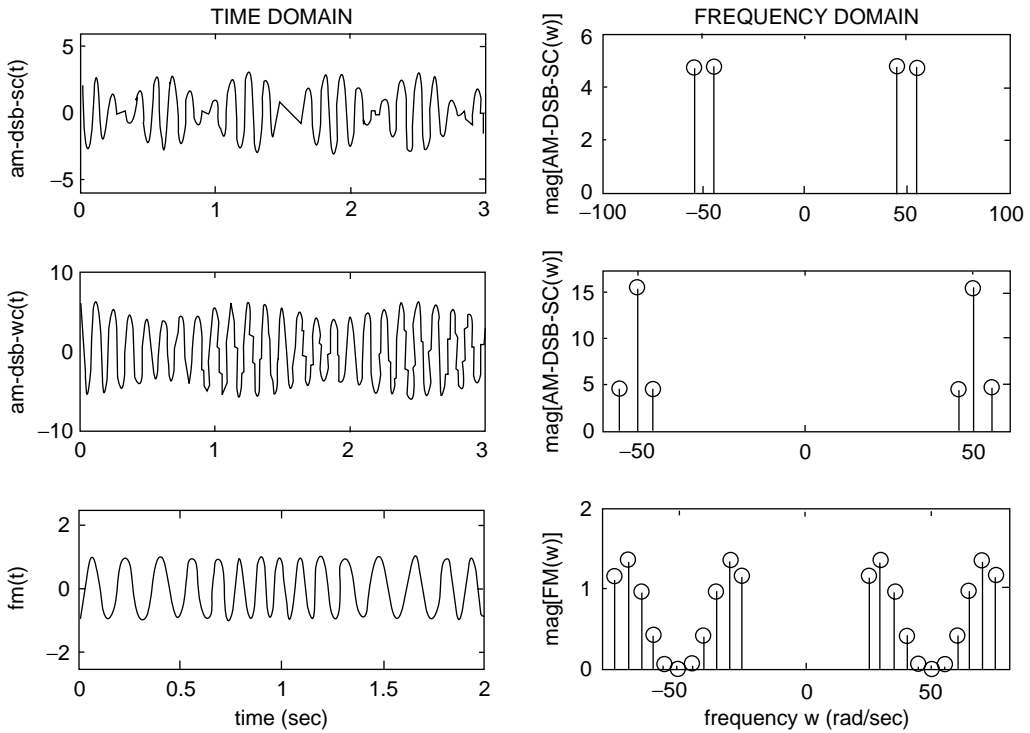 TIME DOMAIN
FREQUENCY DOMAIN
am-dsb-sc(t)
5
0
−5
0 1 2 3
mag[AM-DSB-SC(w)]
6
4
2
0
−100 −50 0 50 100
am-dsb-wc(t)
10
0
−10
0 1 2 3
mag[AM-DSB-SC(w)]
15
10
5
0
−50 0 50
fm(t)
2
0
−2
0 0.5 1 1.5 2
time (sec)
mag[FM(w)]
2
1
0
−50 0 50
frequency w (rad/sec)